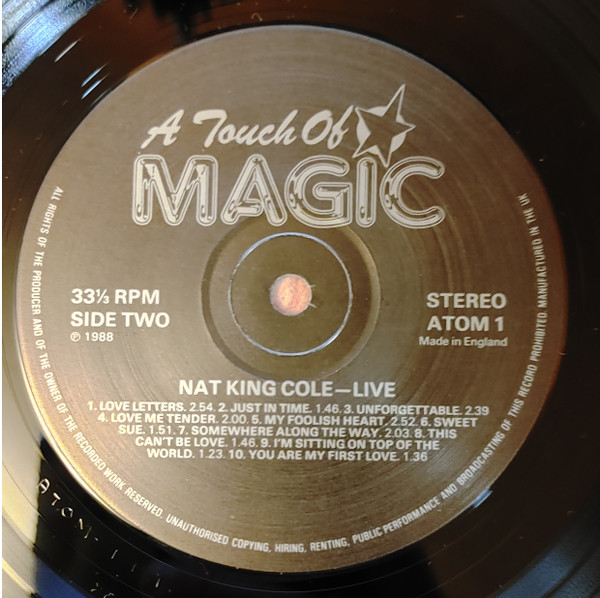 A Touch Of
MAGIC
33⅓ RPM
SIDE TWO
℗ 1988
STEREO
ATOM 1
Made in England
NAT KING COLE—LIVE
1. LOVE LETTERS. 2.54. 2. JUST IN TIME. 1.46. 3. UNFORGETTABLE. 2.39
4. LOVE ME TENDER. 2.00. 5. MY FOOLISH HEART. 2.52. 6. SWEET
SUE. 1.51. 7. SOMEWHERE ALONG THE WAY. 2.03. 8. THIS
CAN'T BE LOVE. 1.46. 9. I'M SITTING ON TOP OF THE
WORLD. 1.23. 10. YOU ARE MY FIRST LOVE. 1.36
ALL RIGHTS OF THE PRODUCER AND OF THE OWNER OF THE RECORDED WORK RESERVED. UNAUTHORISED COPYING, HIRING, RENTING, PUBLIC PERFORMANCE AND BROADCASTING OF THIS RECORD PROHIBITED. MANUFACTURED IN THE UK
ATOM